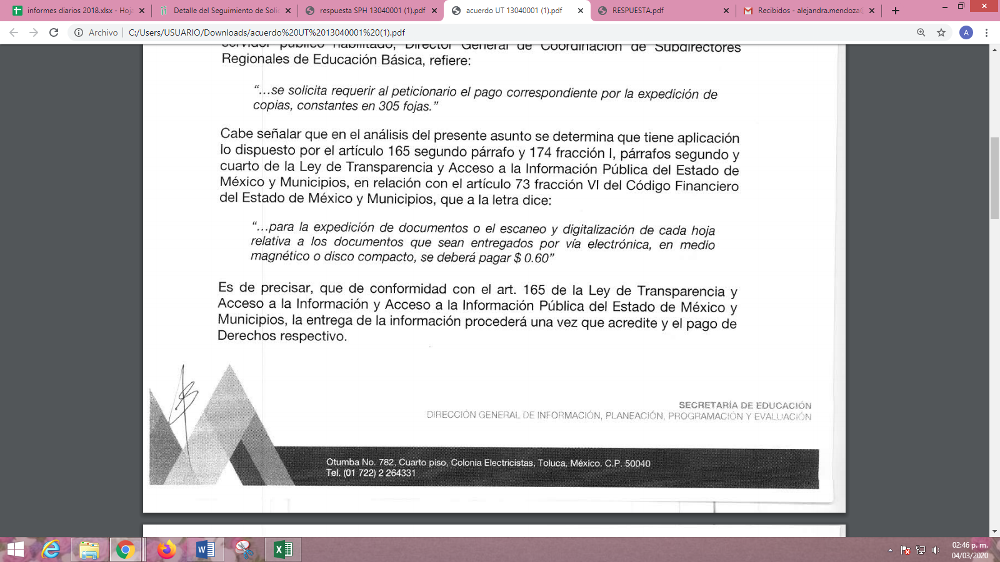 informes diarios 2018.xlsx - Hoja
Detalle del Seguimiento de Solic
respuesta SPH 13040001 (1).pdf
acuerdo UT 13040001 (1).pdf
RESPUESTA.pdf
Recibidos - alejandra.mendoza
Archivo
C:/Users/USUARIO/Downloads/acuerdo%20UT%2013040001%20(1).pdf
A
servidor público habilitado, Director General de Coordinación de Subdirectores
Regionales de Educación Básica, refiere:
“…se solicita requerir al peticionario el pago correspondiente por la expedición de
copias, constantes en 305 fojas.”
Cabe señalar que en el análisis del presente asunto se determina que tiene aplicación
lo dispuesto por el artículo 165 segundo párrafo y 174 fracción I, párrafos segundo y
cuarto de la Ley de Transparencia y Acceso a la Información Pública del Estado de
México y Municipios, en relación con el artículo 73 fracción VI del Código Financiero
del Estado de México y Municipios, que a la letra dice:
“…para la expedición de documentos o el escaneo y digitalización de cada hoja
relativa a los documentos que sean entregados por vía electrónica, en medio
magnético o disco compacto, se deberá pagar $ 0.60”
Es de precisar, que de conformidad con el art. 165 de la Ley de Transparencia y
Acceso a la Información y Acceso a la Información Pública del Estado de México y
Municipios, la entrega de la información procederá una vez que acredite y el pago de
Derechos respectivo.
SECRETARÍA DE EDUCACIÓN
DIRECCIÓN GENERAL DE INFORMACIÓN, PLANEACIÓN, PROGRAMACIÓN Y EVALUACIÓN
Otumba No. 782, Cuarto piso, Colonia Electricistas, Toluca, México. C.P. 50040
Tel. (01 722) 2 264331
02:46 p. m.
04/03/2020